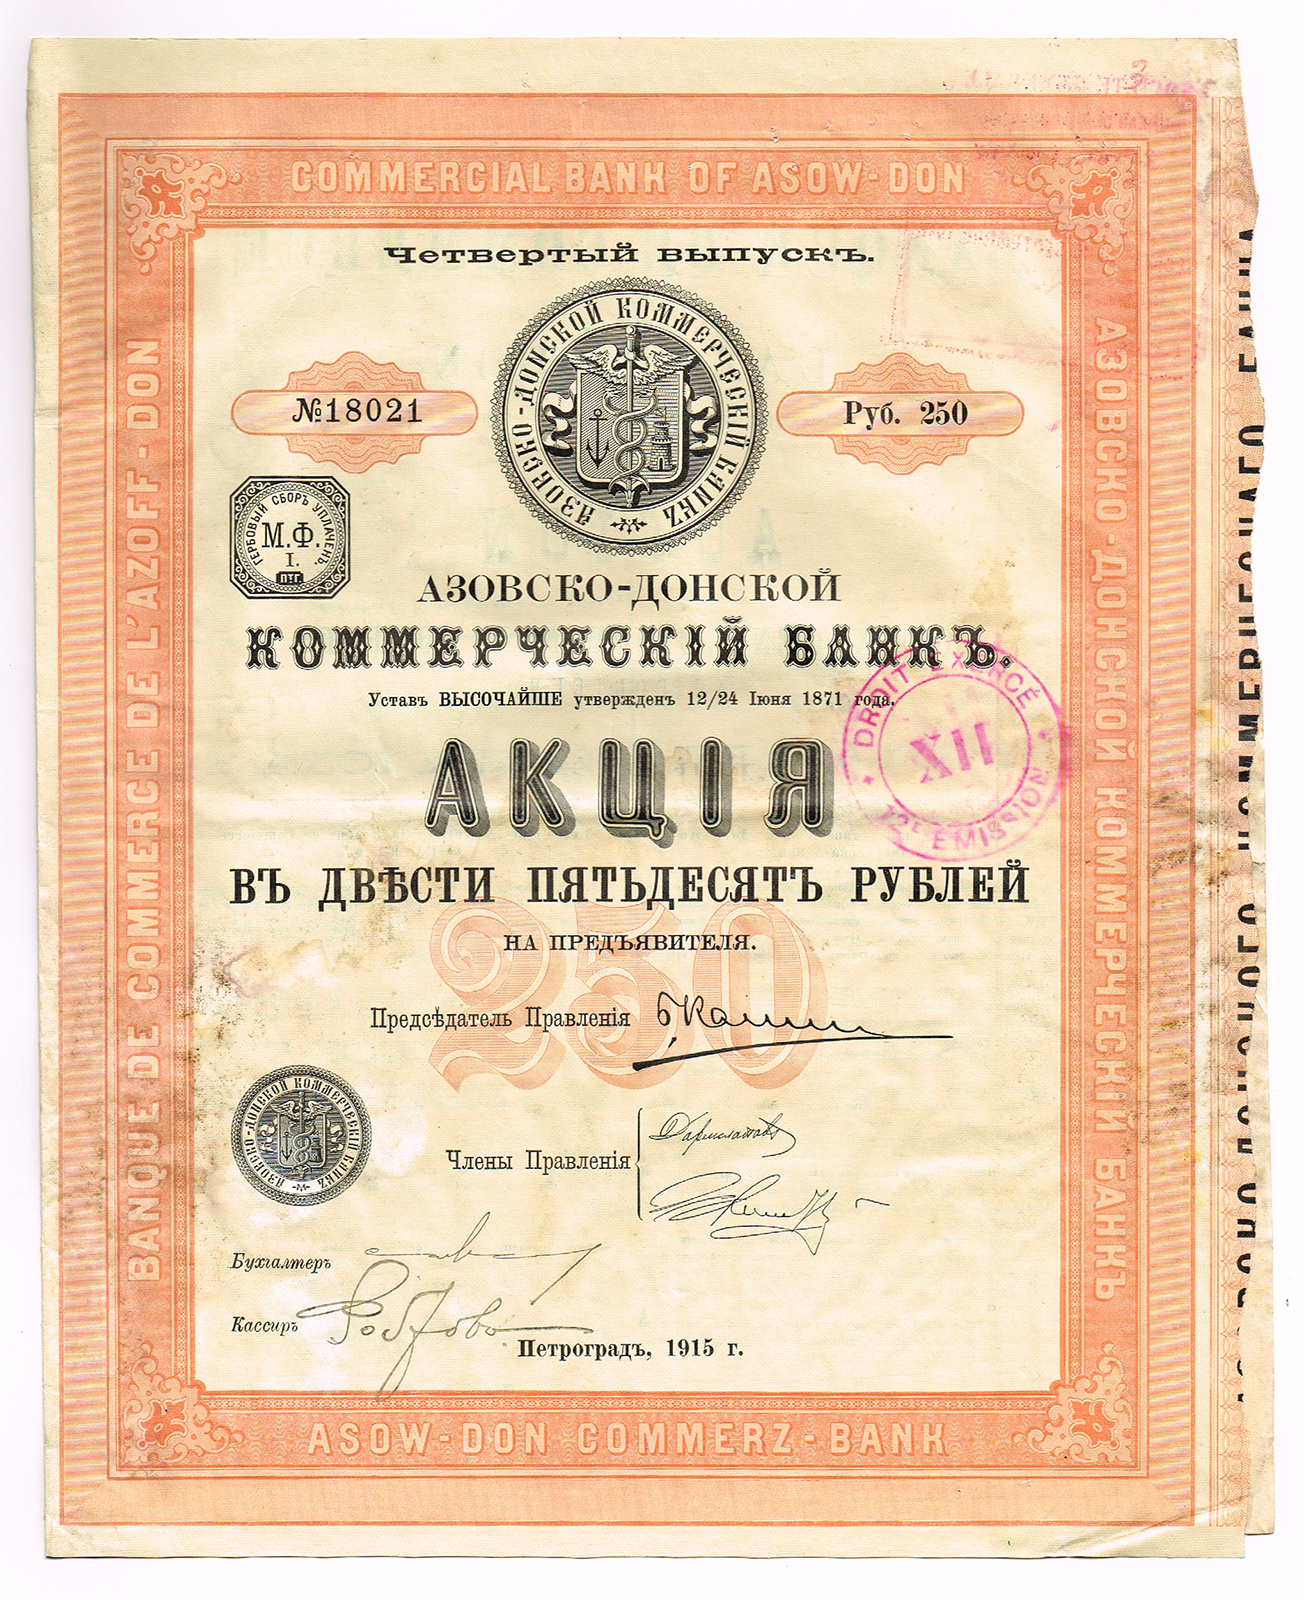 COMMERCIAL BANK OF ASOW-DON
Четвертый выпускъ.
АЗОВСКО-ДОНСКОЙ КОММЕРЧЕСКІЙ БАНКЪ
№18021
Руб. 250
ГЕРБОВЫЙ СБОРЪ УПЛАЧЕНЪ.
М.Ф.
I.
ПТГ
АЗОВСКО-ДОНСКОЙ
КОММЕРЧЕСКІЙ БАНКЪ.
Уставъ ВЫСОЧАЙШЕ утвержденъ 12/24 Іюня 1871 года.
DROIT EXERCÉ
XII
12E EMISSION
АКЦІЯ
ВЪ ДВѢСТИ ПЯТЬДЕСЯТЪ РУБЛЕЙ
250
НА ПРЕДЪЯВИТЕЛЯ.
Предсѣдатель Правленія
АЗОВСКО-ДОНСКОЙ КОММЕРЧЕСКІЙ БАНКЪ
Члены Правленія
Бухгалтеръ
Кассиръ
Петроградъ, 1915 г.
BANQUE DE COMMERCE DE L'AZOFF-DON
АЗОВСКО-ДОНСКОЙ КОММЕРЧЕСКІЙ БАНКЪ
ASOW-DON COMMERZ-BANK